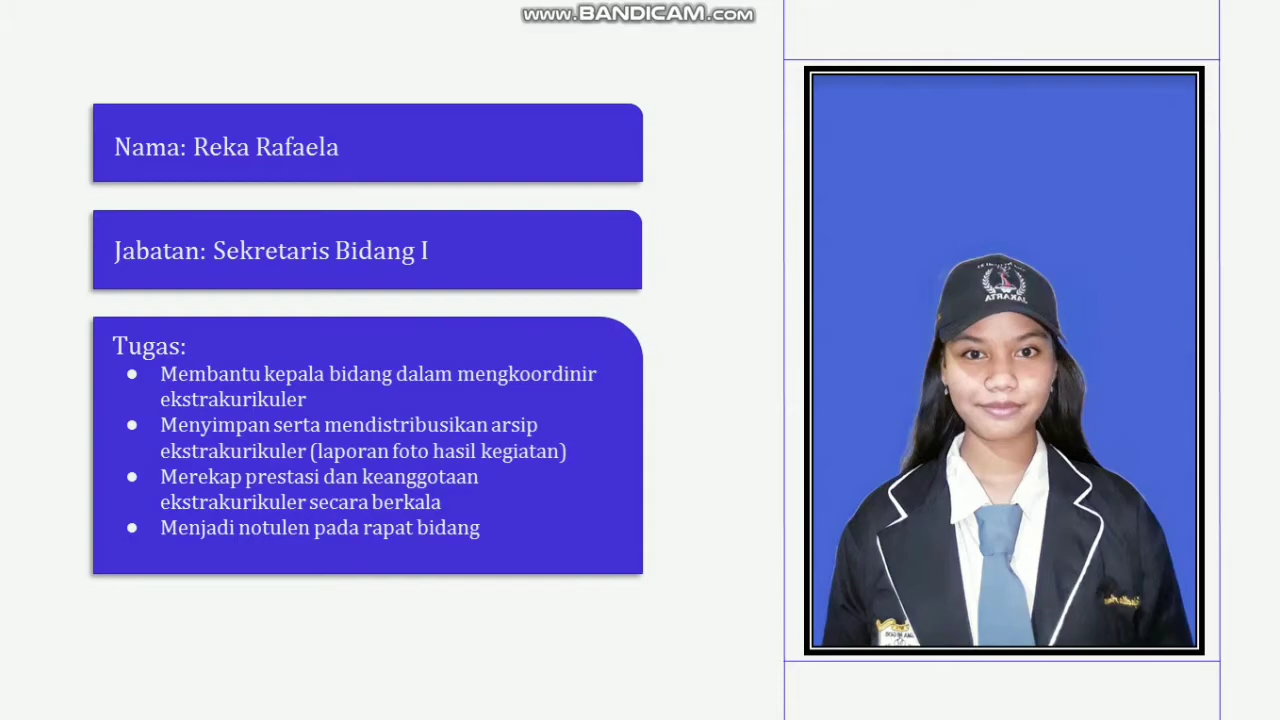 www.BANDICAM.com
Nama: Reka Rafaela
Jabatan: Sekretaris Bidang I
Tugas:
● Membantu kepala bidang dalam mengkoordinir
ekstrakurikuler
● Menyimpan serta mendistribusikan arsip
ekstrakurikuler (laporan foto hasil kegiatan)
● Merekap prestasi dan keanggotaan
ekstrakurikuler secara berkala
● Menjadi notulen pada rapat bidang
JAKARTA